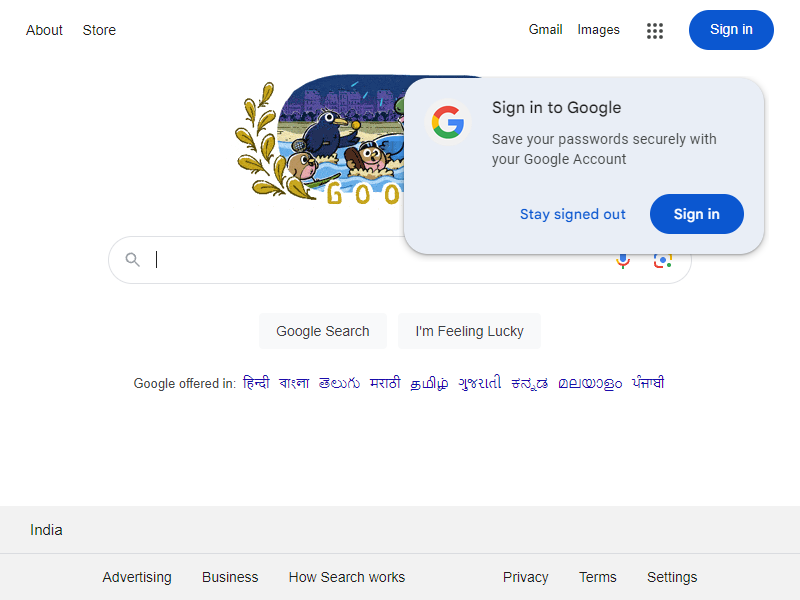 About Store Gmail Images Sign in
Sign in to Google
Save your passwords securely with
your Google Account
Stay signed out Sign in
GOO
Google Search I'm Feeling Lucky
Google offered in: हिन्दी বাংলা తెలుగు मराठी தமிழ் ગુજરાતી ಕನ್ನಡ മലയാളം ਪੰਜਾਬੀ
India
Advertising Business How Search works Privacy Terms Settings